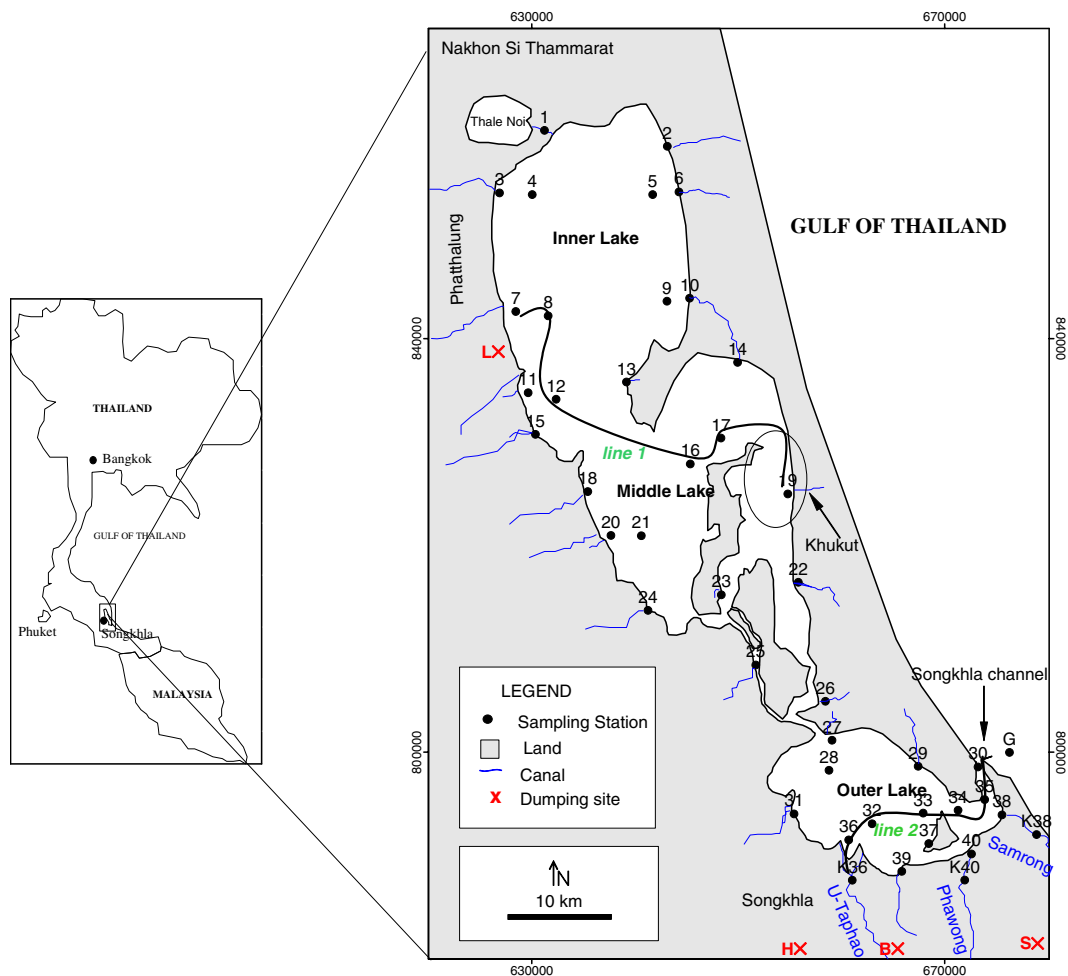 630000
670000
Nakhon Si Thammarat
Thale Noi
1
2
3
4
5
6
Inner Lake
GULF OF THAILAND
Phatthalung
7
8
9
10
840000
840000
L X
14
13
11
12
15
17
line 1
16
18
Middle Lake
19
20
21
Khukut
22
23
24
25
26
Songkhla channel
27
G
28
29
30
800000
800000
Outer Lake
35
31
32
33
34
38
K38
36
line 2
37
40
Samrong
39
K36
K40
Songkhla
U-Taphao
Phawong
H X
B X
S X
630000
670000
LEGEND
Sampling Station
Land
Canal
X Dumping site
N
10 km
THAILAND
Bangkok
GULF OF THAILAND
Phuket
Songkhla
MALAYSIA